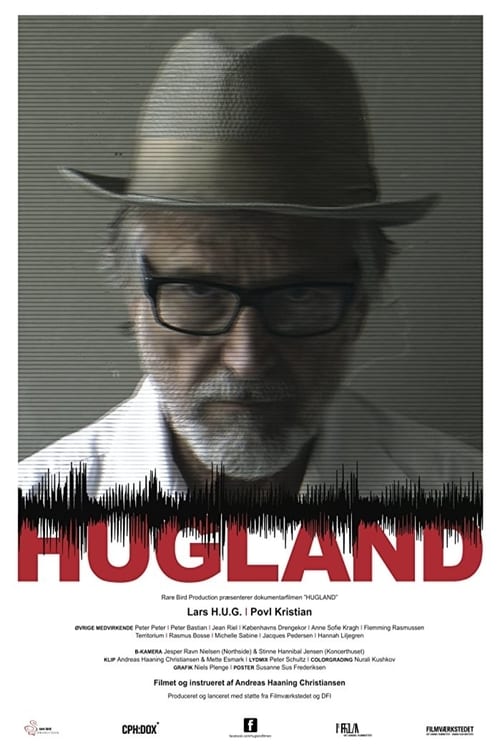 HUGLAND
Rare Bird Production præsenterer dokumentarfilmen "HUGLAND"
Lars H.U.G. | Povl Kristian
ØVRIGE MEDVIRKENDE Peter Peter | Peter Bastian | Jean Riel | Københavns Drengekor | Anne Sofie Kragh | Flemming Rasmussen
Territorium | Rasmus Bosse | Michelle Sabine | Jacques Pedersen | Hannah Liljegren
B-KAMERA Jesper Ravn Nielsen (Northside) & Stinne Hannibal Jensen (Koncerthuset)
KLIP Andreas Haaning Christiansen & Mette Esmark | LYDMIX Peter Schultz | COLORGRADING Nurali Kushkov
GRAFIK Niels Plenge | POSTER Susanne Sus Frederiksen
Filmet og instrueret af Andreas Haaning Christiansen
Produceret og lanceret med støtte fra Filmværkstedet og DFI
CPH:DOX*
f
FILMVÆRKSTEDET